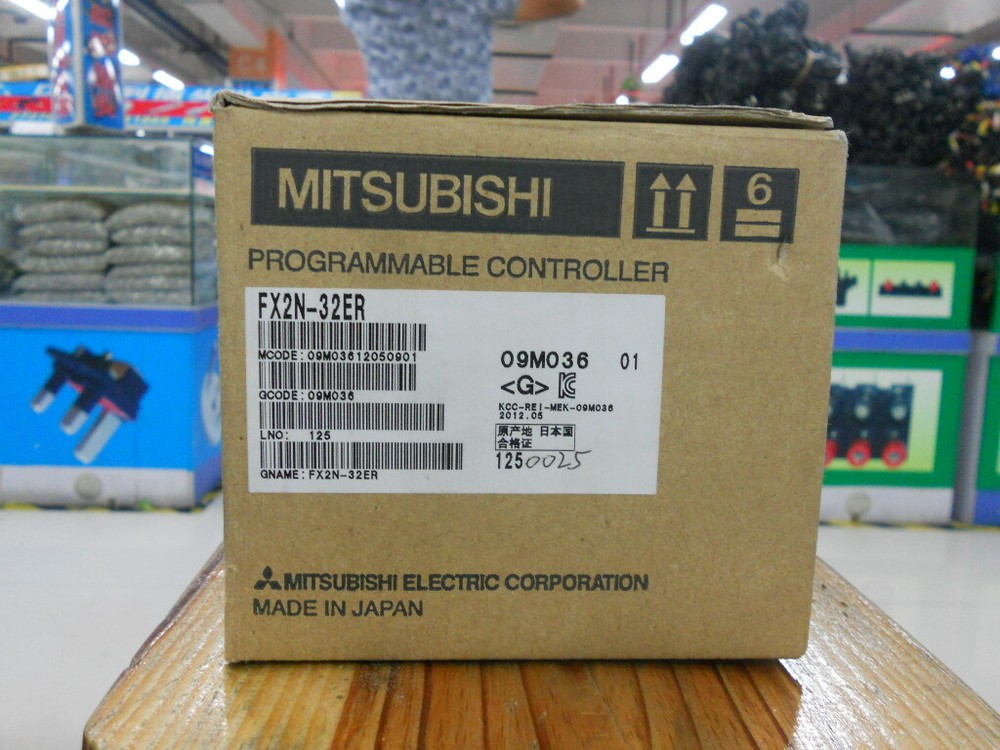 MITSUBISHI
6
PROGRAMMABLE CONTROLLER
FX2N-32ER
MCODE:09M03612050901
GCODE:09M036
LNO: 125
GNAME:FX2N-32ER
09M036 01
<G>
KCC-REI-MEK-09M036
2012.05
原产地 日本国
合格证
1250025
MITSUBISHI ELECTRIC CORPORATION
MADE IN JAPAN